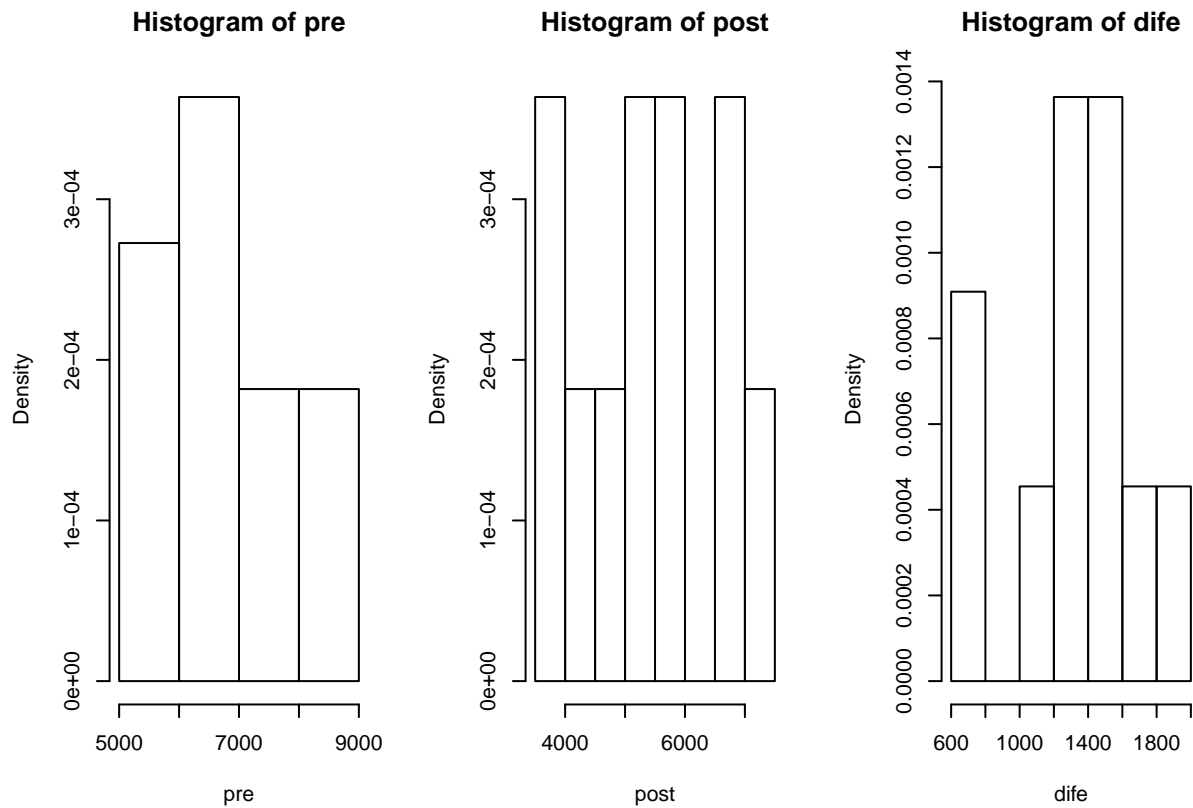 Histogram of pre
Density
0e+00 1e−04 2e−04 3e−04
5000 7000 9000
pre
Histogram of post
Density
0e+00 1e−04 2e−04 3e−04
4000 6000
post
Histogram of dife
Density
0.0000 0.0002 0.0004 0.0006 0.0008 0.0010 0.0012 0.0014
600 1000 1400 1800
dife